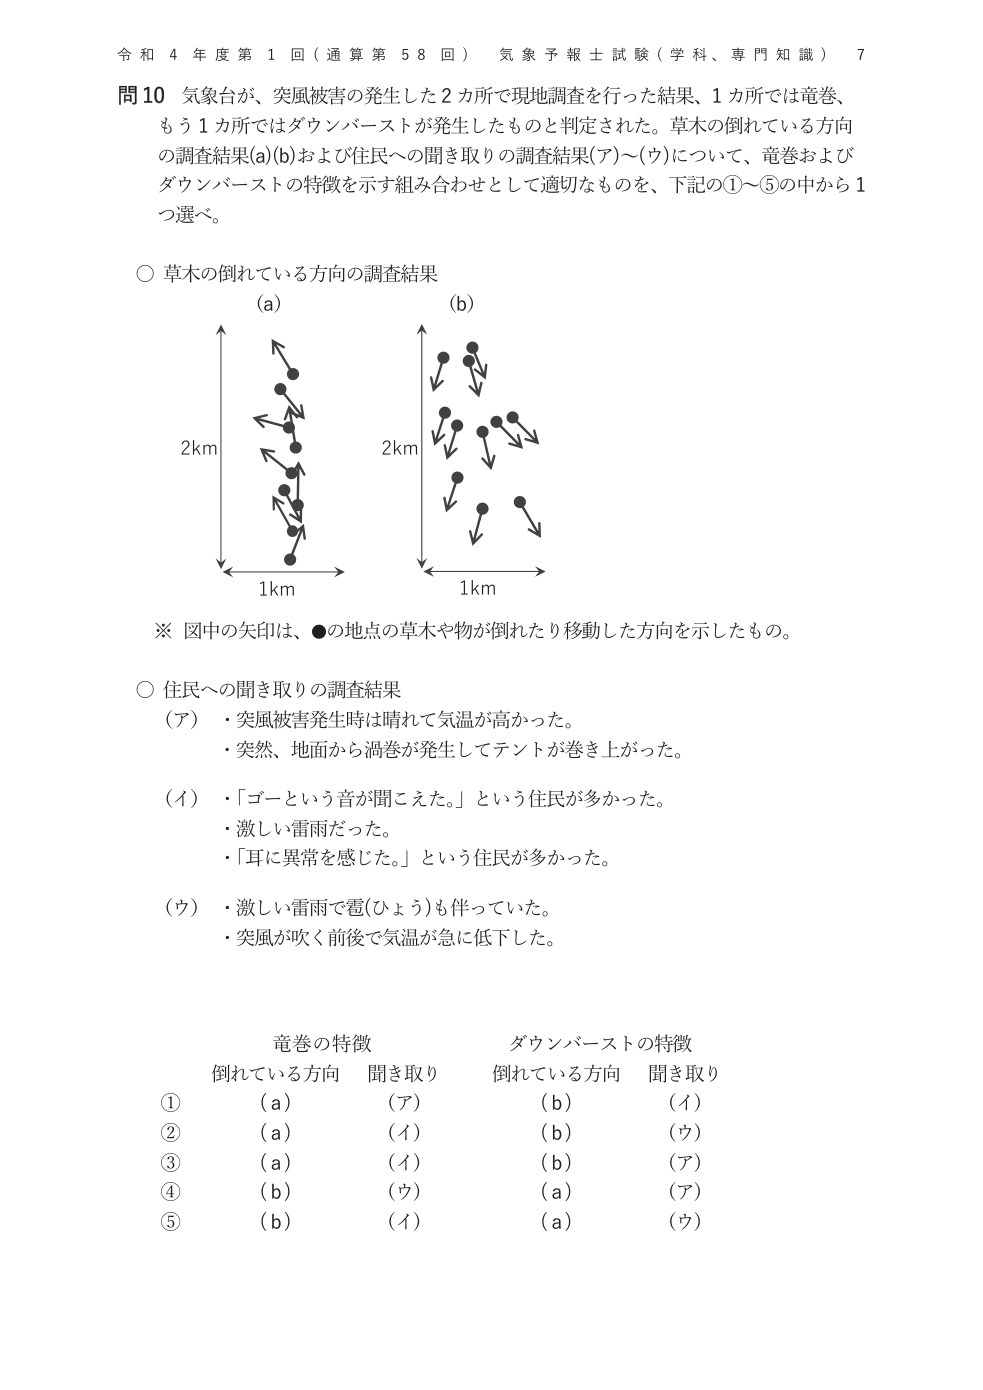 令和 4 年度第 1 回(通算第 58 回) 気象予報士試験(学科、専門知識) 7
問10 気象台が、突風被害の発生した 2 カ所で現地調査を行った結果、1 カ所では竜巻、
もう 1 カ所ではダウンバーストが発生したものと判定された。草木の倒れている方向
の調査結果(a)(b)および住民への聞き取りの調査結果(ア)〜(ウ)について、竜巻および
ダウンバーストの特徴を示す組み合わせとして適切なものを、下記の①〜⑤の中から 1
つ選べ。
○ 草木の倒れている方向の調査結果
(a) (b)
2km 2km
1km 1km
※ 図中の矢印は、●の地点の草木や物が倒れたり移動した方向を示したもの。
○ 住民への聞き取りの調査結果
(ア) ・突風被害発生時は晴れて気温が高かった。
・突然、地面から渦巻が発生してテントが巻き上がった。
(イ) ・「ゴーという音が聞こえた。」という住民が多かった。
・激しい雷雨だった。
・「耳に異常を感じた。」という住民が多かった。
(ウ) ・激しい雷雨で雹(ひょう)も伴っていた。
・突風が吹く前後で気温が急に低下した。
竜巻の特徴 ダウンバーストの特徴
倒れている方向 聞き取り 倒れている方向 聞き取り
① (a) (ア) (b) (イ)
② (a) (イ) (b) (ウ)
③ (a) (イ) (b) (ア)
④ (b) (ウ) (a) (ア)
⑤ (b) (イ) (a) (ウ)